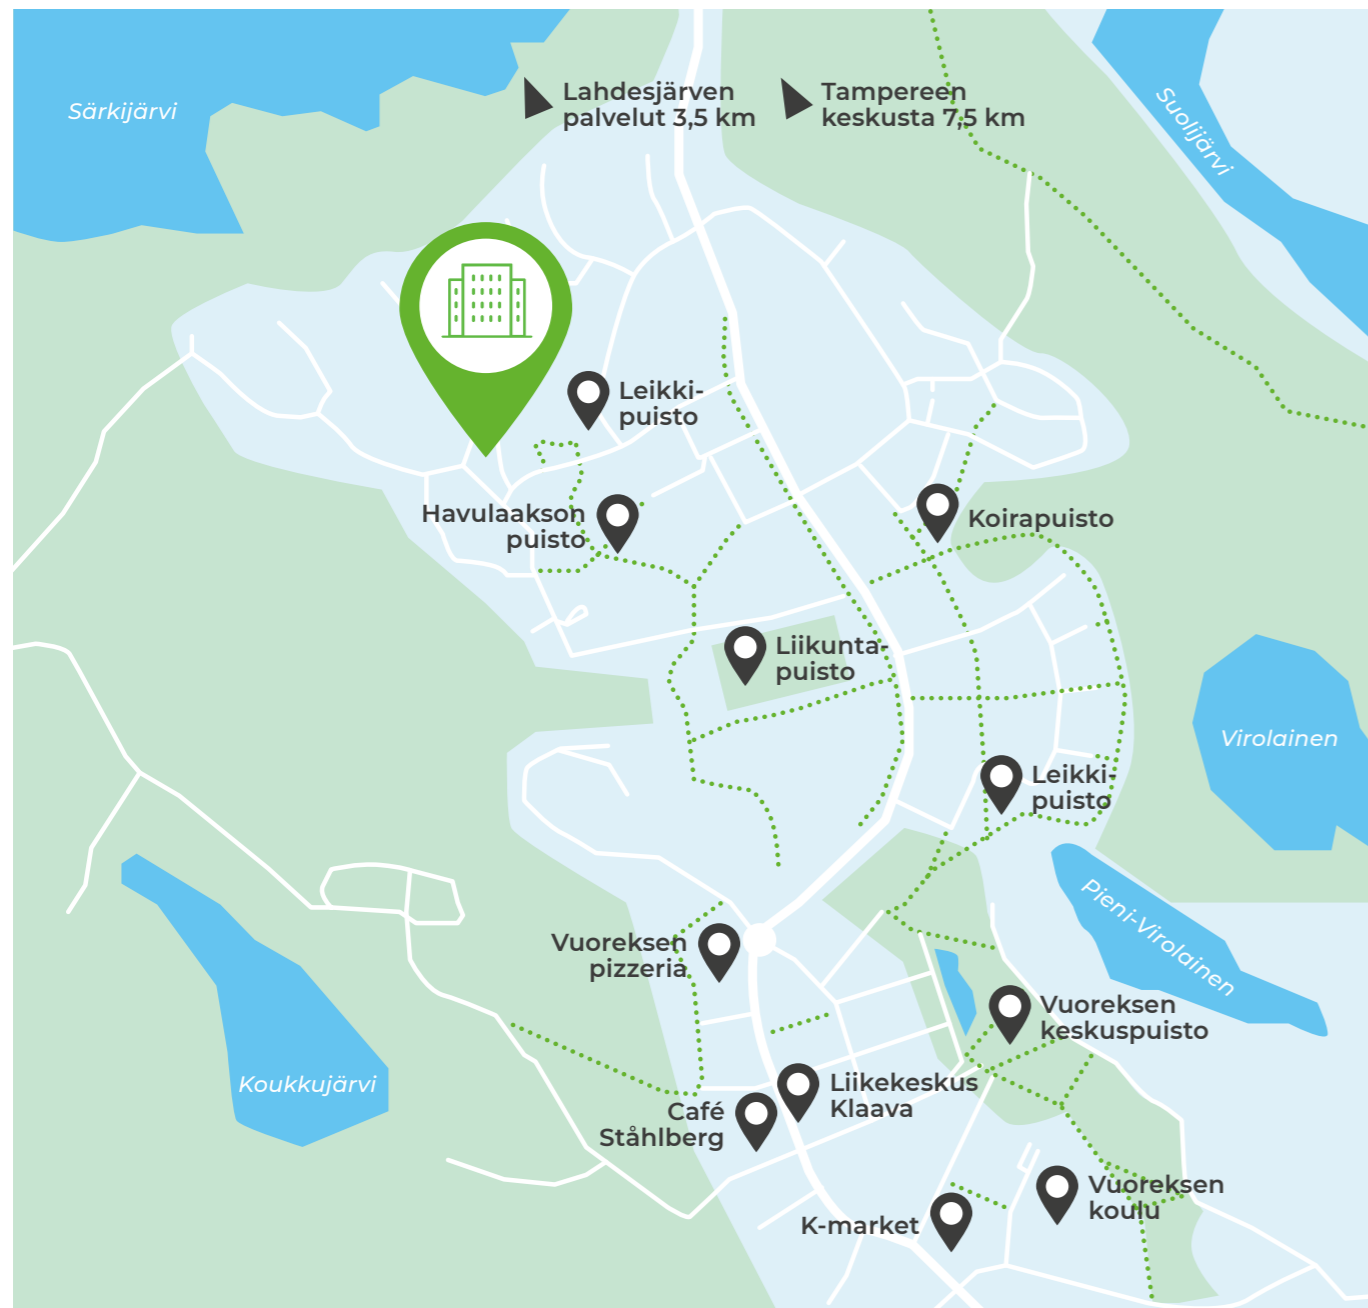 Särkijärvi
Lahdesjärven
palvelut 3,5 km
Tampereen
keskusta 7,5 km
Suolijärvi
Leikki-
puisto
Havulaakson
puisto
Koirapuisto
Liikunta-
puisto
Virolainen
Leikki-
puisto
Pieni-Virolainen
Vuoreksen
pizzeria
Vuoreksen
keskuspuisto
Koukkujärvi
Liikekeskus
Klaava
Café
Ståhlberg
Vuoreksen
koulu
K-market